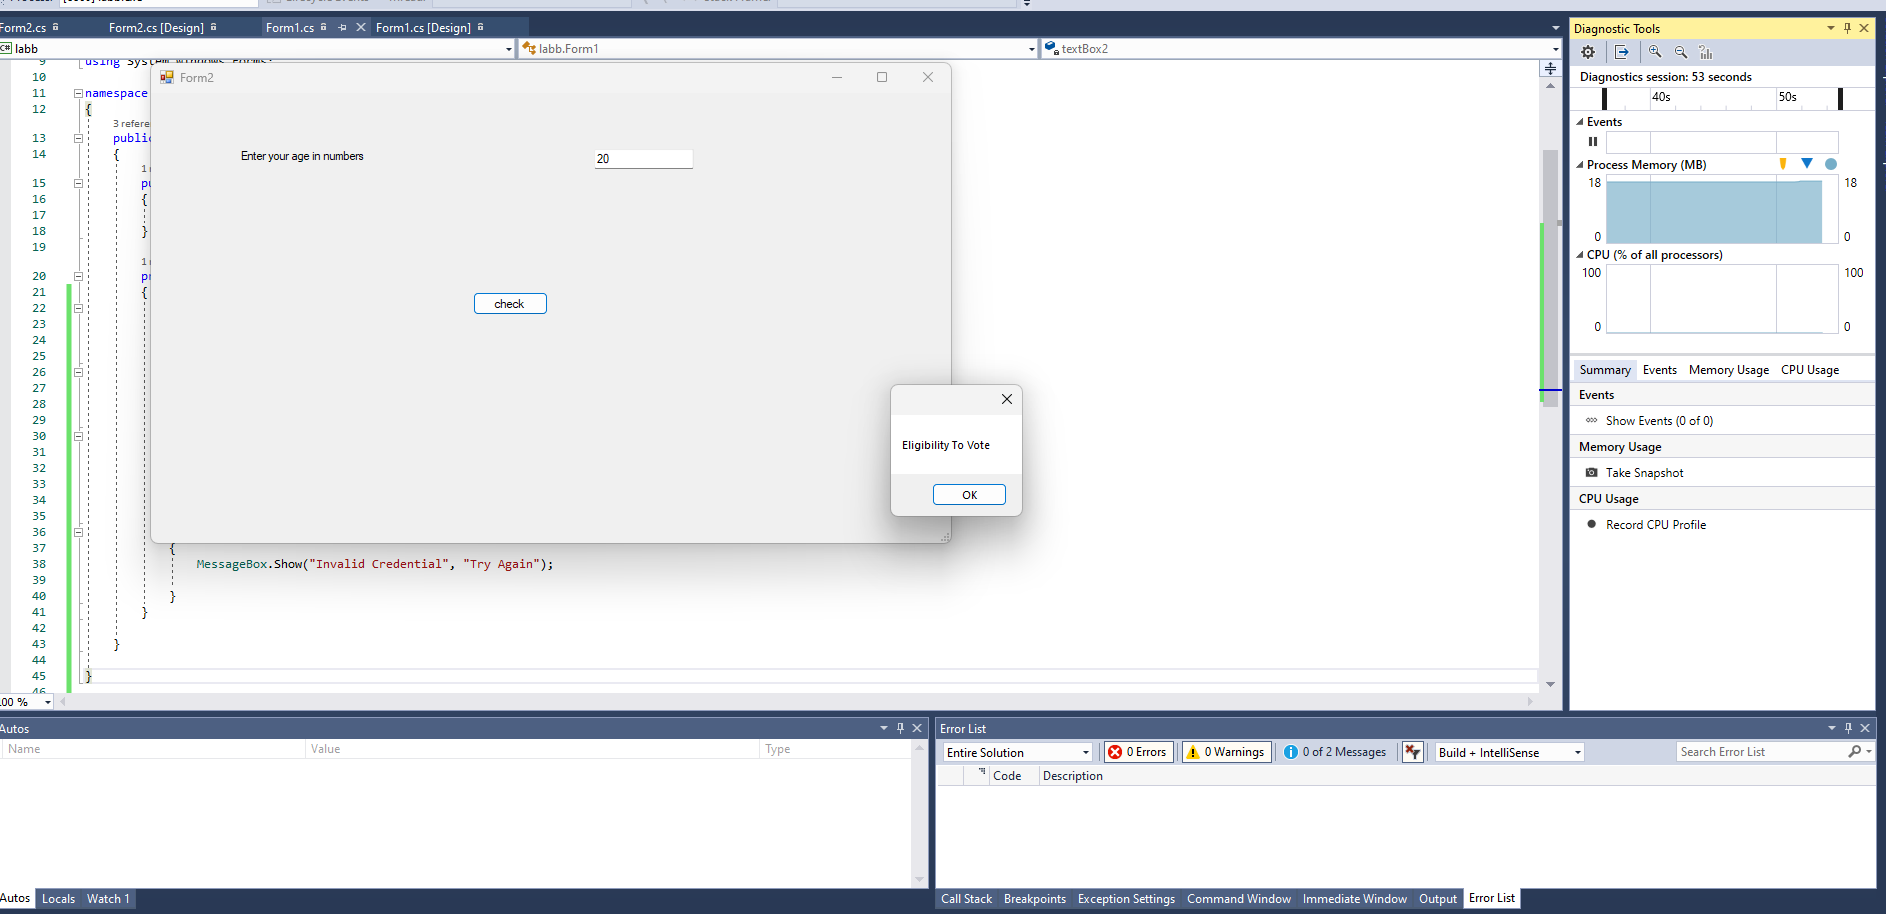 Form2.cs
Form2.cs [Design]
Form1.cs
Form1.cs [Design]
labb
labb.Form1
textBox2
9
using System.Windows.Forms;
10
11
namespace
12
{
3 refere
13
public
14
{
15
16
{
17
18
}
19
20
21
{
22
23
24
25
26
27
28
29
30
31
32
33
34
35
36
37
{
38
MessageBox.Show("Invalid Credential", "Try Again");
39
40
}
41
}
42
43
}
44
45
}
46
Form2
Enter your age in numbers
20
check
Eligibility To Vote
OK
Diagnostic Tools
Diagnostics session: 53 seconds
40s
50s
Events
Process Memory (MB)
18
18
0
0
CPU (% of all processors)
100
100
0
0
Summary
Events
Memory Usage
CPU Usage
Events
Show Events (0 of 0)
Memory Usage
Take Snapshot
CPU Usage
Record CPU Profile
Autos
Name
Value
Type
Autos
Locals
Watch 1
Error List
Entire Solution
0 Errors
0 Warnings
0 of 2 Messages
Build + IntelliSense
Search Error List
Code
Description
Call Stack
Breakpoints
Exception Settings
Command Window
Immediate Window
Output
Error List